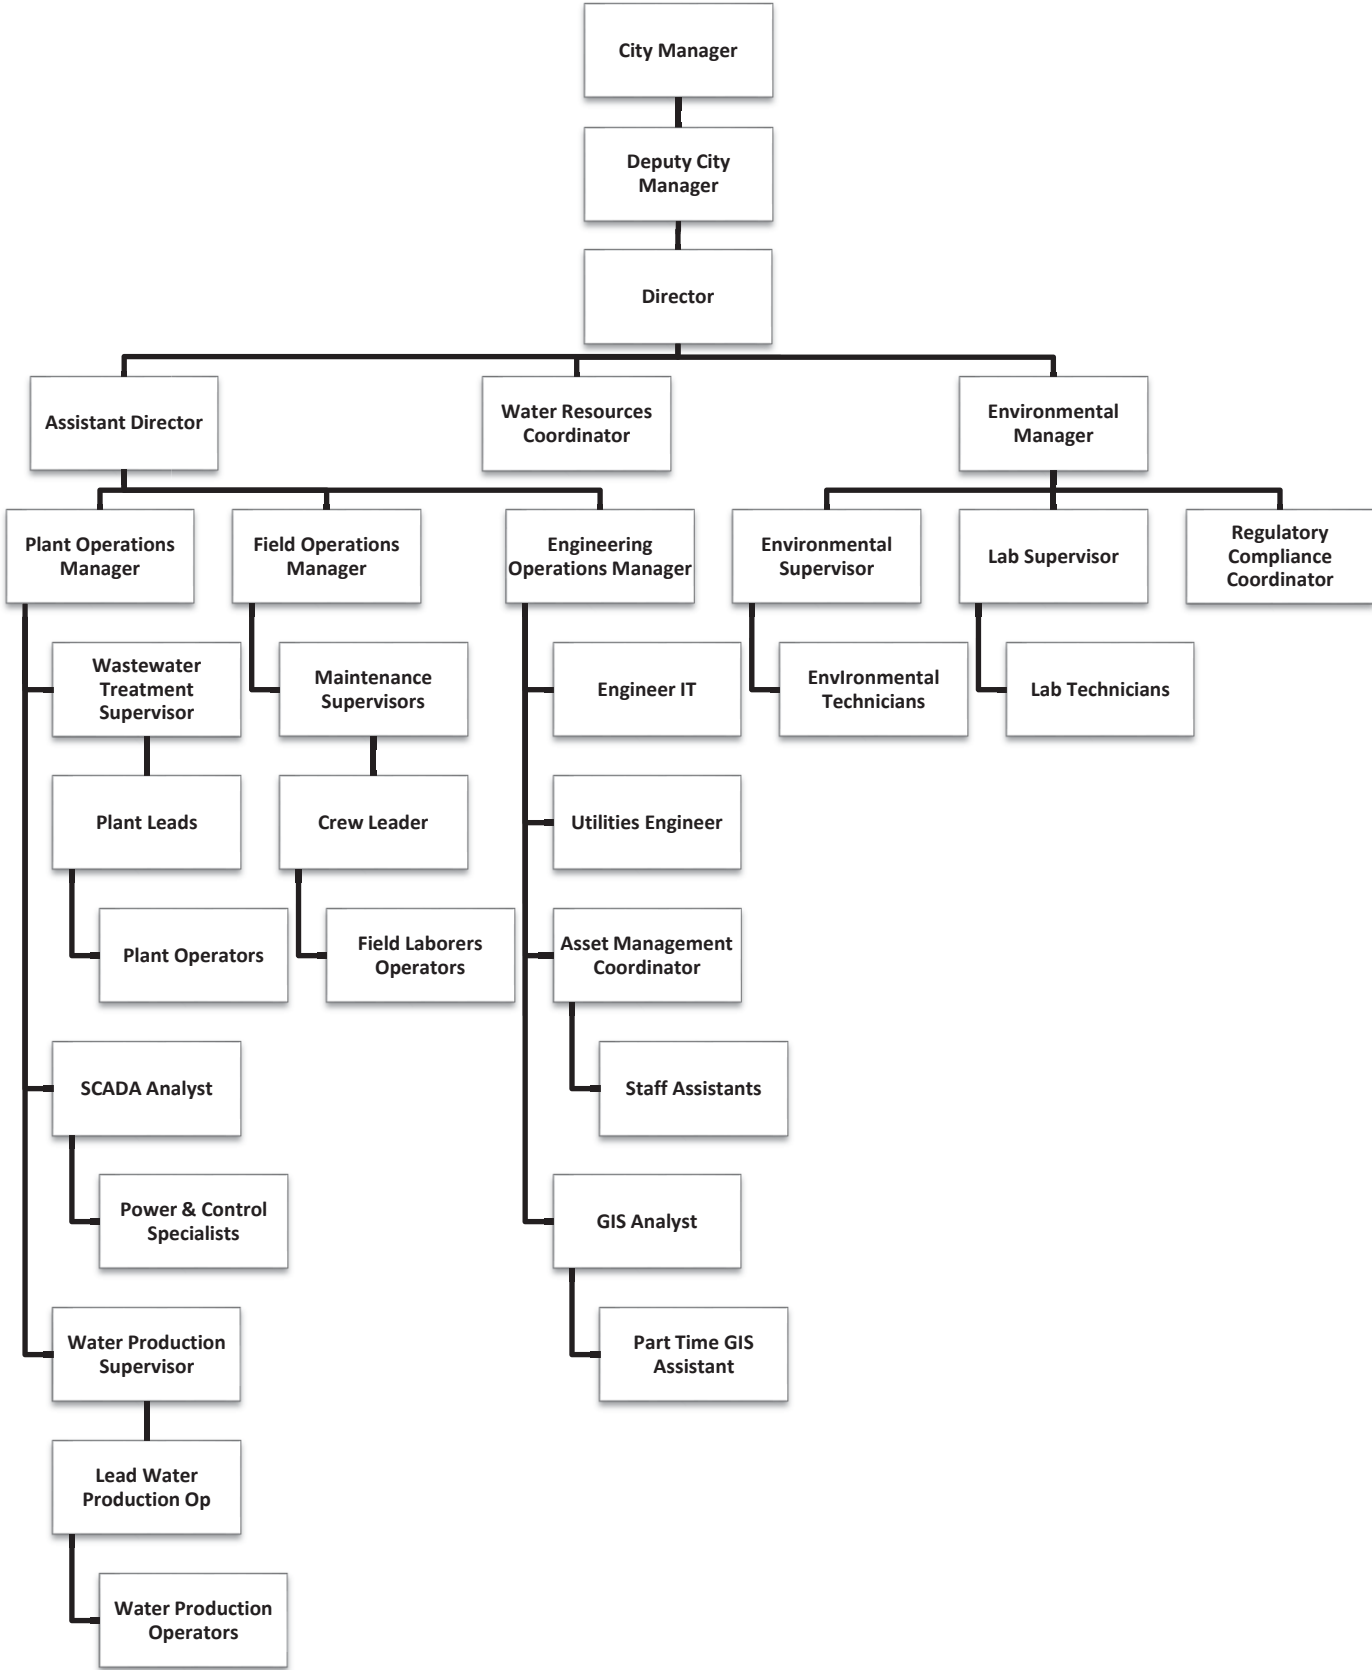 City Manager
Deputy City
Manager
Director
Assistant Director
Water Resources
Coordinator
Environmental
Manager
Plant Operations
Manager
Field Operations
Manager
Engineering
Operations Manager
Environmental
Supervisor
Lab Supervisor
Regulatory
Compliance
Coordinator
Wastewater
Treatment
Supervisor
Maintenance
Supervisors
Engineer IT
EnvIronmental
Technicians
Lab Technicians
Plant Leads
Crew Leader
Utilities Engineer
Plant Operators
Field Laborers
Operators
Asset Management
Coordinator
SCADA Analyst
Staff Assistants
Power & Control
Specialists
GIS Analyst
Water Production
Supervisor
Part Time GIS
Assistant
Lead Water
Production Op
Water Production
Operators